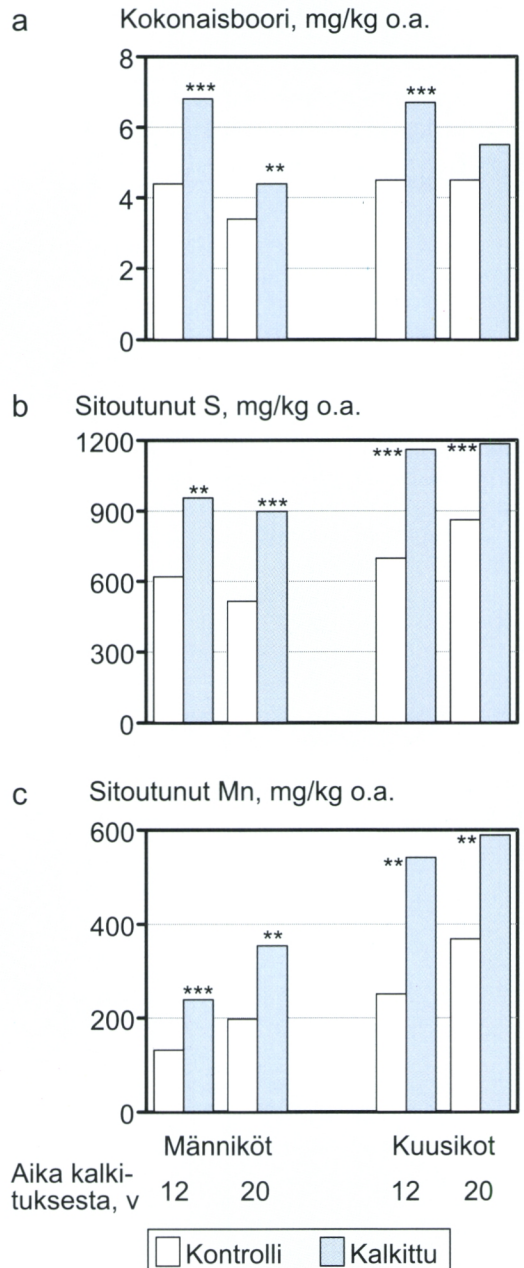 a Kokonaisboori, mg/kg o.a.
8
6
4
2
0
*** ** ***
b Sitoutunut S, mg/kg o.a.
1200
900
600
300
0
** *** *** ***
c Sitoutunut Mn, mg/kg o.a.
600
400
200
0
*** ** ** **
Männiköt Kuusikot
Aika kalki-
tuksesta, v 12 20 12 20
Kontrolli Kalkittu